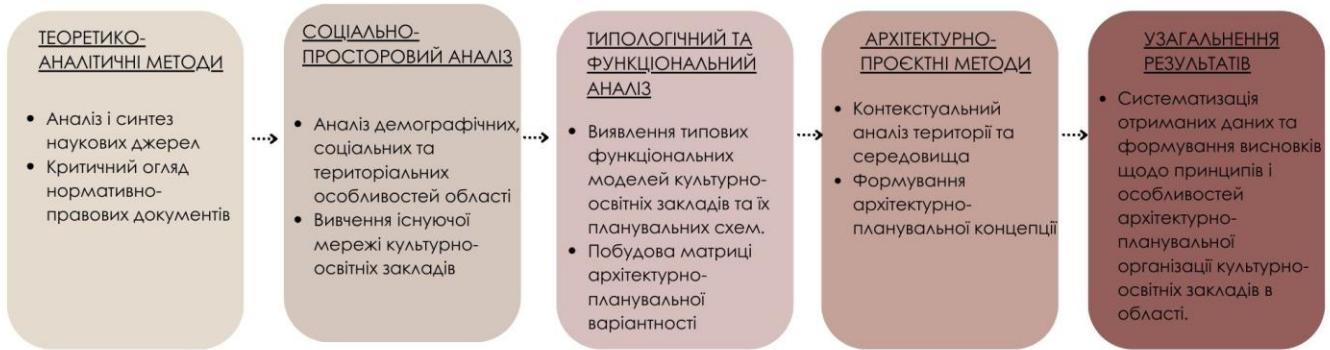 ТЕОРЕТИКО-
АНАЛІТИЧНІ МЕТОДИ
• Аналіз і синтез
наукових джерел
• Критичний огляд
нормативно-
правових документів
СОЦІАЛЬНО-
ПРОСТОРОВИЙ АНАЛІЗ
• Аналіз демографічних,
соціальних та
територіальних
особливостей області
• Вивчення існуючої
мережі культурно-
освітніх закладів
ТИПОЛОГІЧНИЙ ТА
ФУНКЦІОНАЛЬНИЙ
АНАЛІЗ
• Виявлення типових
функціональних
моделей культурно-
освітніх закладів та їх
планувальних схем.
• Побудова матриці
архітектурно-
планувальної
варіантності
АРХІТЕКТУРНО-
ПРОЄКТНІ МЕТОДИ
• Контекстуальний
аналіз території та
середовища
• Формування
архітектурно-
планувальної концепції
УЗАГАЛЬНЕННЯ
РЕЗУЛЬТАТІВ
• Систематизація
отриманих даних та
формування висновків
щодо принципів і
особливостей
архітектурно-
планувальної
організації культурно-
освітніх закладів в
області.